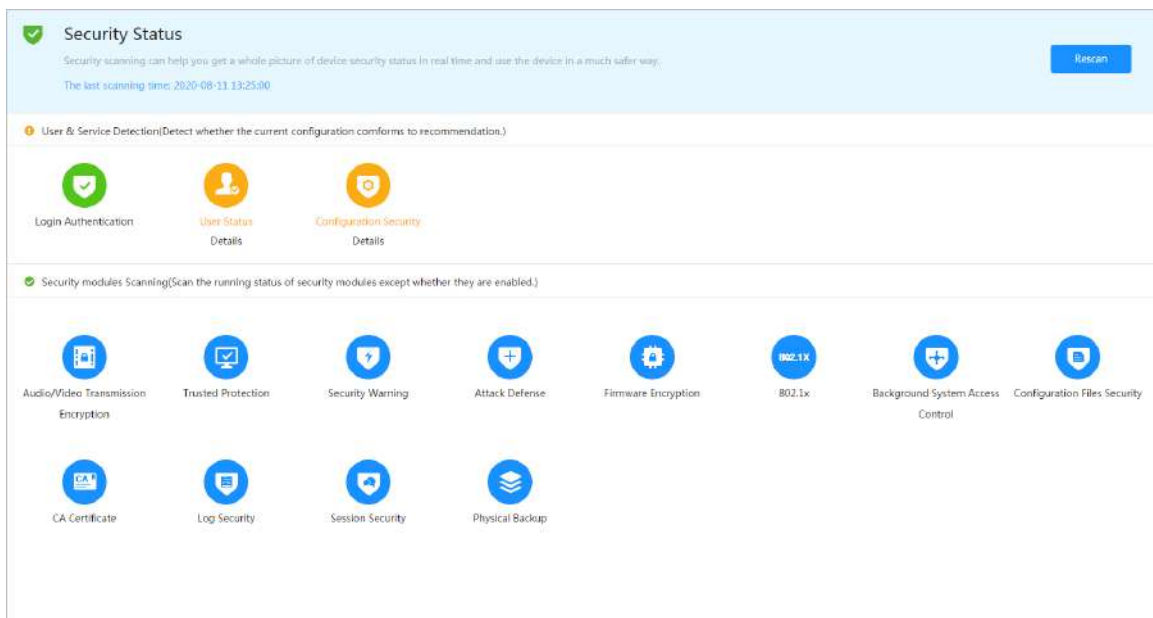 Security Status
Security scanning can help you get a whole picture of device security status in real time and use the device in a much safer way.
Rescan
The last scanning time: 2020-08-11 13:25:00
User & Service Detection(Detect whether the current configuration comforms to recommendation.)
Login Authentication
User Status
Configuration Security
Details
Details
Security modules Scanning(Scan the running status of security modules except whether they are enabled.)
802.1X
Audio/Video Transmission
Trusted Protection
Security Warning
Attack Defense
Firmware Encryption
802.1x
Background System Access
Configuration Files Security
Encryption
Control
CA
CA Certificate
Log Security
Session Security
Physical Backup